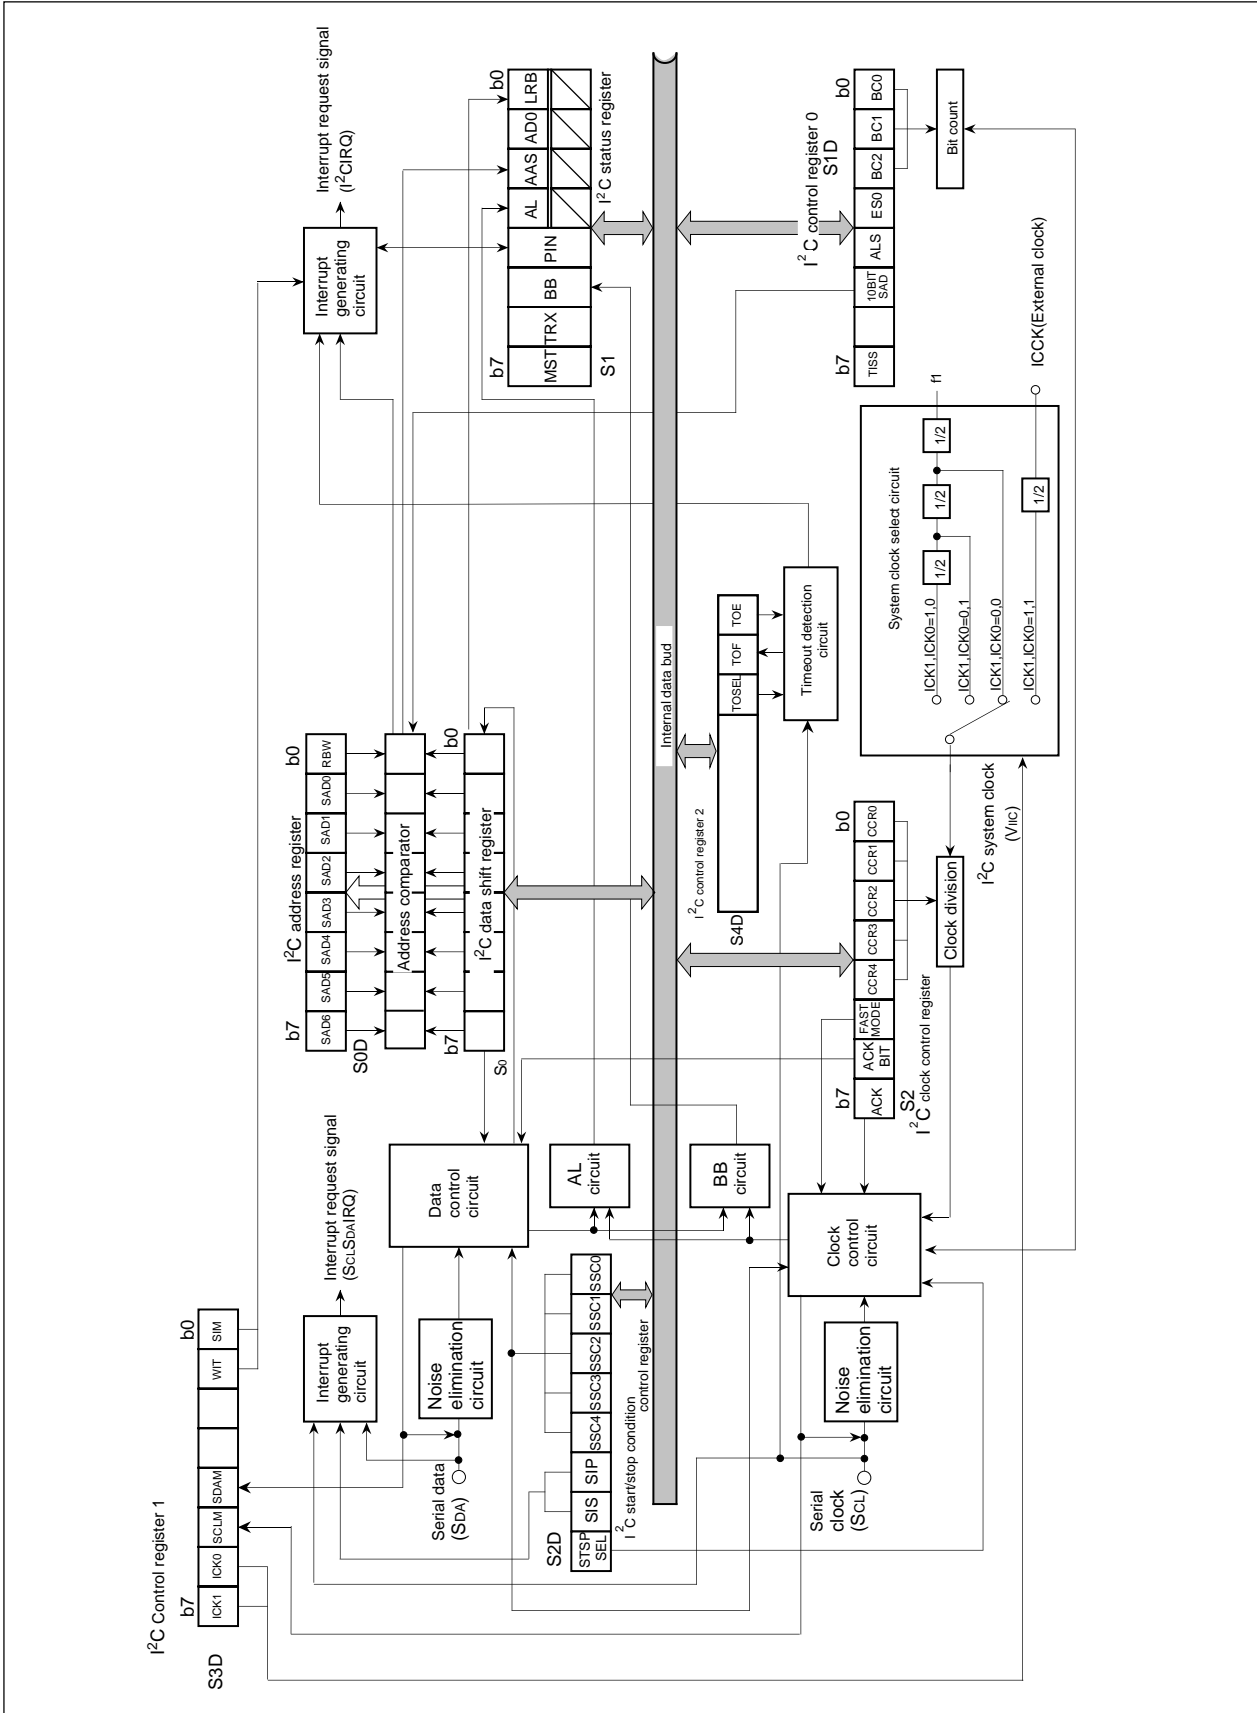 I2C Control register 1
S3D
b7
b0
ICK1
ICK0
SCLM
SDAM
WIT
SIM
Interrupt
generating
circuit
Interrupt request signal
(SCLSDAIRQ)
Serial data
(SDA)
Noise
elimination
circuit
Data
control
circuit
I2C address register
b7
b0
SAD6
SAD5
SAD4
SAD3
SAD2
SAD1
SAD0
RBW
S0D
Address comparator
b7
b0
I2C data shift register
S0
Interrupt
generating
circuit
Interrupt request signal
(I2CIRQ)
b7
b0
MST
TRX
BB
PIN
AL
AAS
AD0
LRB
S1
I2C status register
AL
circuit
BB
circuit
S2D
STSP
SEL
SIS
SIP
SSC4
SSC3
SSC2
SSC1
SSC0
I2C start/stop condition
control register
Internal data bud
I2C control register 2
S4D
TOSEL
TOF
TOE
Timeout detection
circuit
I2C control register 0
S1D
b7
b0
TISS
10BIT
SAD
ALS
ES0
BC2
BC1
BC0
Bit count
Serial
clock
(SCL)
Noise
elimination
circuit
Clock
control
circuit
b7
b0
ACK
ACK
BIT
FAST
MODE
CCR4
CCR3
CCR2
CCR1
CCR0
S2
I2C clock control register
Clock division
I2C system clock
(VIIC)
System clock select circuit
ICK1,ICK0=1,0
ICK1,ICK0=0,1
ICK1,ICK0=0,0
ICK1,ICK0=1,1
1/2
1/2
1/2
1/2
f1
ICCK(External clock)